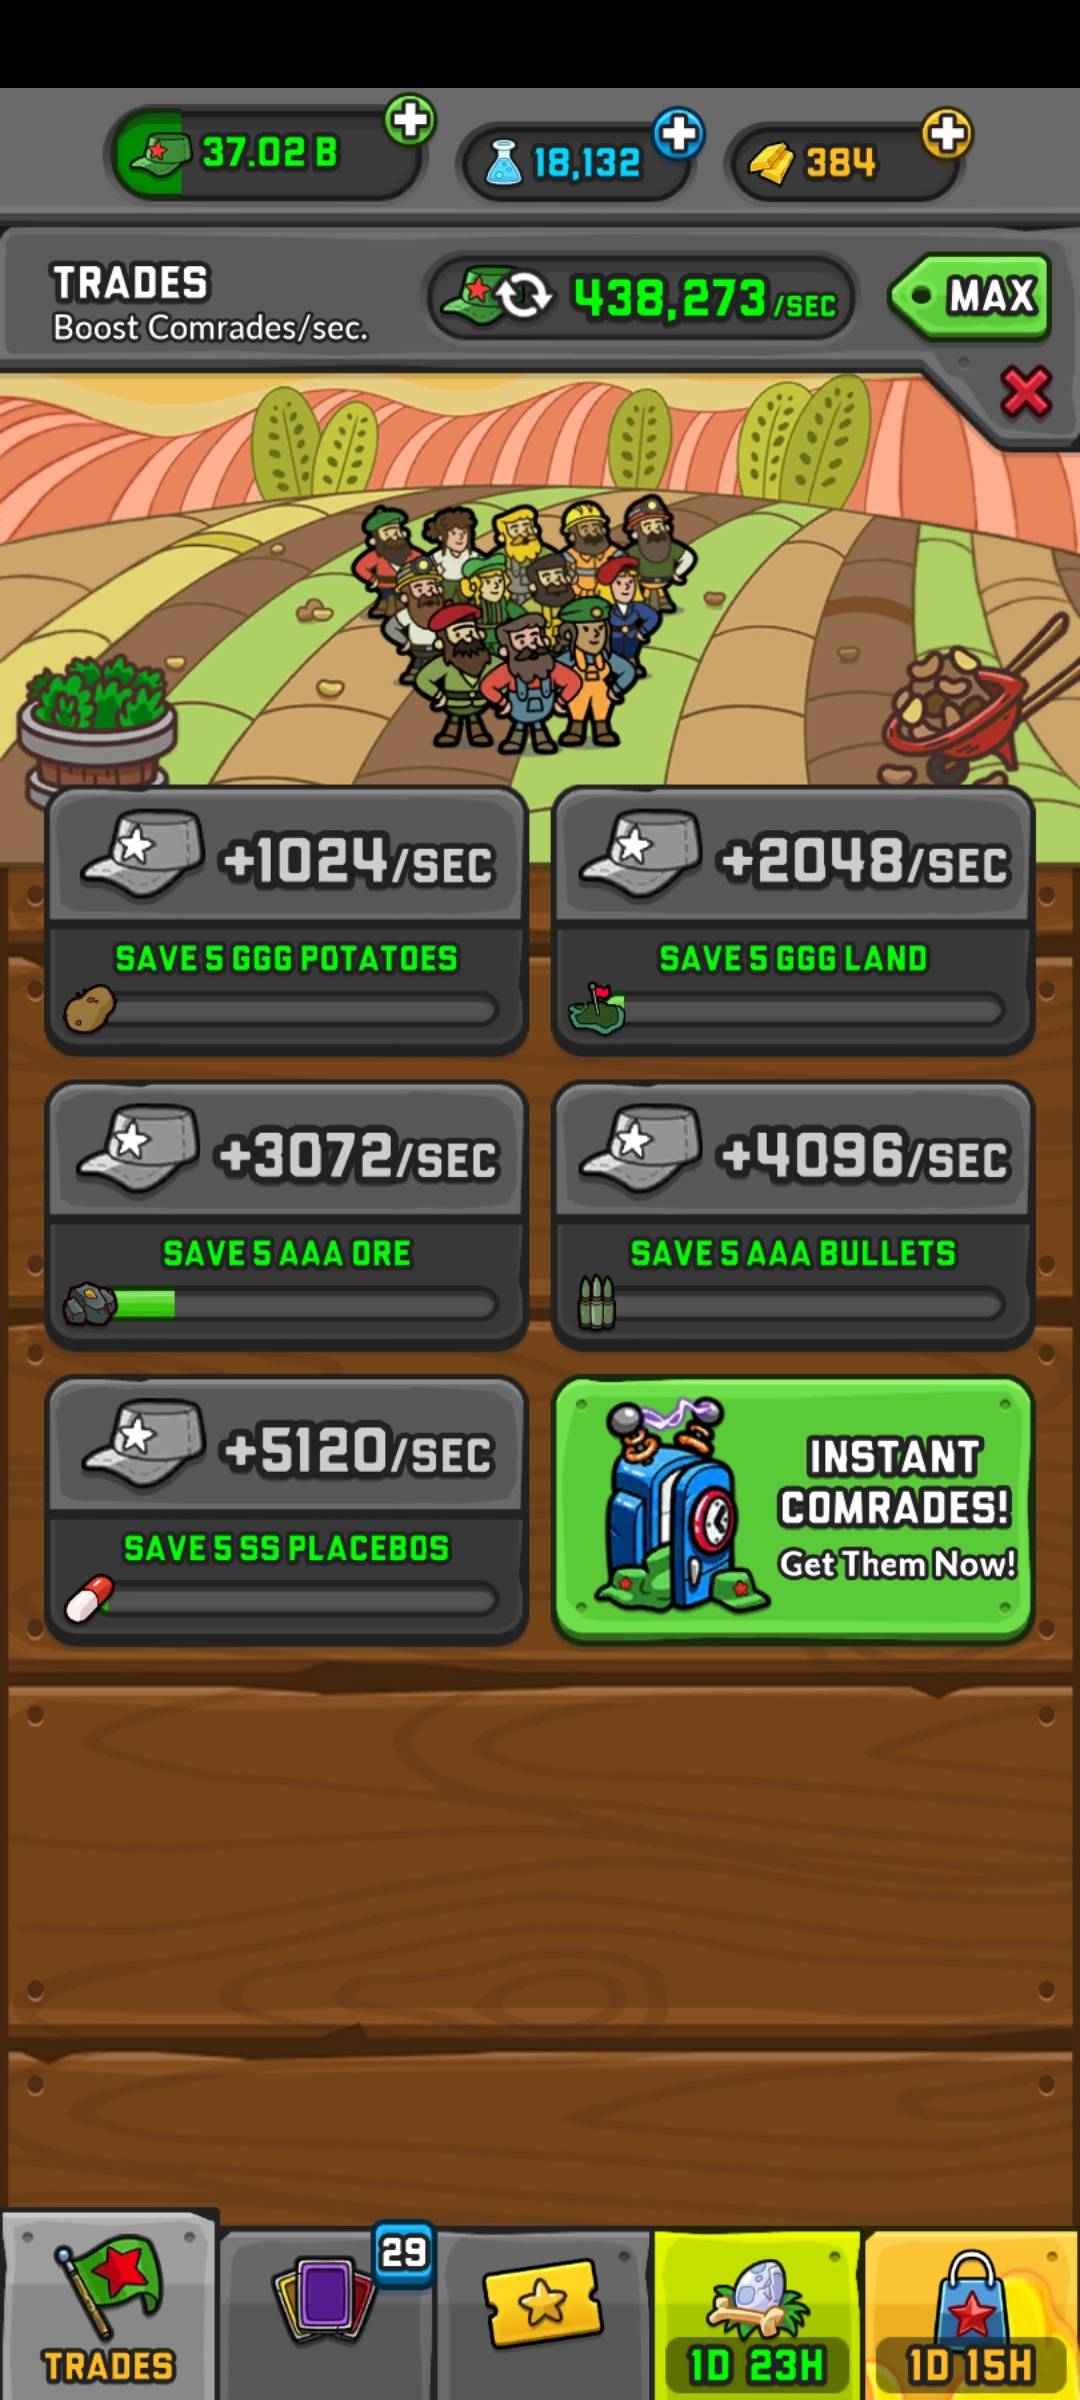 37.02 B
18,132
384
TRADES
Boost Comrades/sec.
438,273/SEC
MAX
+1024/SEC
+2048/SEC
SAVE 5 GGG POTATOES
SAVE 5 GGG LAND
+3072/SEC
+4096/SEC
SAVE 5 AAA ORE
SAVE 5 AAA BULLETS
+5120/SEC
SAVE 5 SS PLACEBOS
INSTANT
COMRADES!
Get Them Now!
29
TRADES
1D 23H
1D 15H